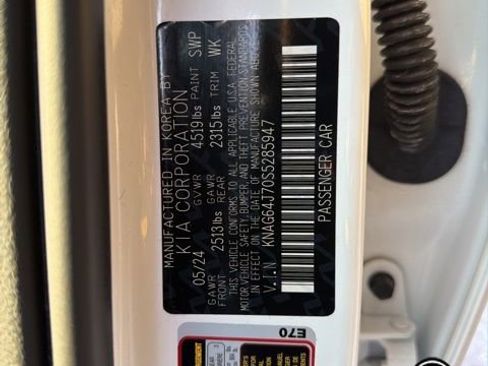 MANUFACTURED IN KOREA BY
KIA CORPORATION
05/24 GVWR 4519lbs PAINT SWP
GAWR FRONT 2513lbs GAWR REAR 2315lbs TRIM WK
THIS VEHICLE CONFORMS TO ALL APPLICABLE U.S.A FEDERAL
MOTOR VEHICLE SAFETY, BUMPER, AND THEFT PREVENTION STANDARDS
IN EFFECT ON THE DATE OF MANUFACTURE SHOWN ABOVE.
V.I.N KNAG64J70S5285947
PASSENGER CAR
E70